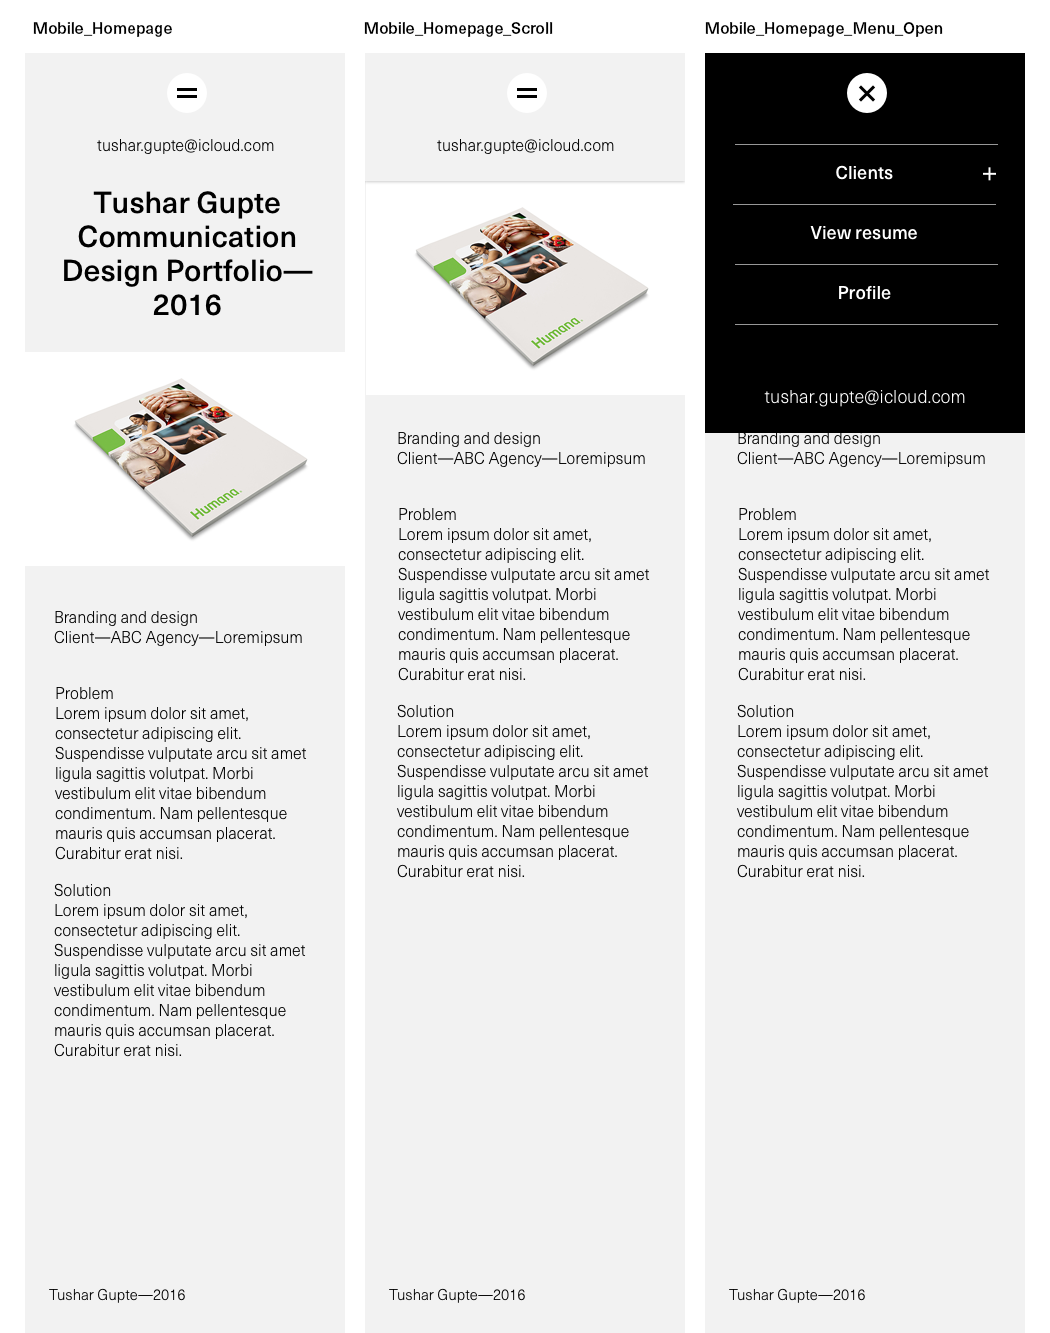 Mobile_Homepage
tushar.gupte@icloud.com
Tushar Gupte
Communication
Design Portfolio—
2016
Humana.
Branding and design
Client—ABC Agency—Loremipsum
Problem
Lorem ipsum dolor sit amet,
consectetur adipiscing elit.
Suspendisse vulputate arcu sit amet
ligula sagittis volutpat. Morbi
vestibulum elit vitae bibendum
condimentum. Nam pellentesque
mauris quis accumsan placerat.
Curabitur erat nisi.
Solution
Lorem ipsum dolor sit amet,
consectetur adipiscing elit.
Suspendisse vulputate arcu sit amet
ligula sagittis volutpat. Morbi
vestibulum elit vitae bibendum
condimentum. Nam pellentesque
mauris quis accumsan placerat.
Curabitur erat nisi.
Tushar Gupte—2016
Mobile_Homepage_Scroll
tushar.gupte@icloud.com
Humana.
Branding and design
Client—ABC Agency—Loremipsum
Problem
Lorem ipsum dolor sit amet,
consectetur adipiscing elit.
Suspendisse vulputate arcu sit amet
ligula sagittis volutpat. Morbi
vestibulum elit vitae bibendum
condimentum. Nam pellentesque
mauris quis accumsan placerat.
Curabitur erat nisi.
Solution
Lorem ipsum dolor sit amet,
consectetur adipiscing elit.
Suspendisse vulputate arcu sit amet
ligula sagittis volutpat. Morbi
vestibulum elit vitae bibendum
condimentum. Nam pellentesque
mauris quis accumsan placerat.
Curabitur erat nisi.
Tushar Gupte—2016
Mobile_Homepage_Menu_Open
Clients +
View resume
Profile
tushar.gupte@icloud.com
Branding and design
Client—ABC Agency—Loremipsum
Problem
Lorem ipsum dolor sit amet,
consectetur adipiscing elit.
Suspendisse vulputate arcu sit amet
ligula sagittis volutpat. Morbi
vestibulum elit vitae bibendum
condimentum. Nam pellentesque
mauris quis accumsan placerat.
Curabitur erat nisi.
Solution
Lorem ipsum dolor sit amet,
consectetur adipiscing elit.
Suspendisse vulputate arcu sit amet
ligula sagittis volutpat. Morbi
vestibulum elit vitae bibendum
condimentum. Nam pellentesque
mauris quis accumsan placerat.
Curabitur erat nisi.
Tushar Gupte—2016